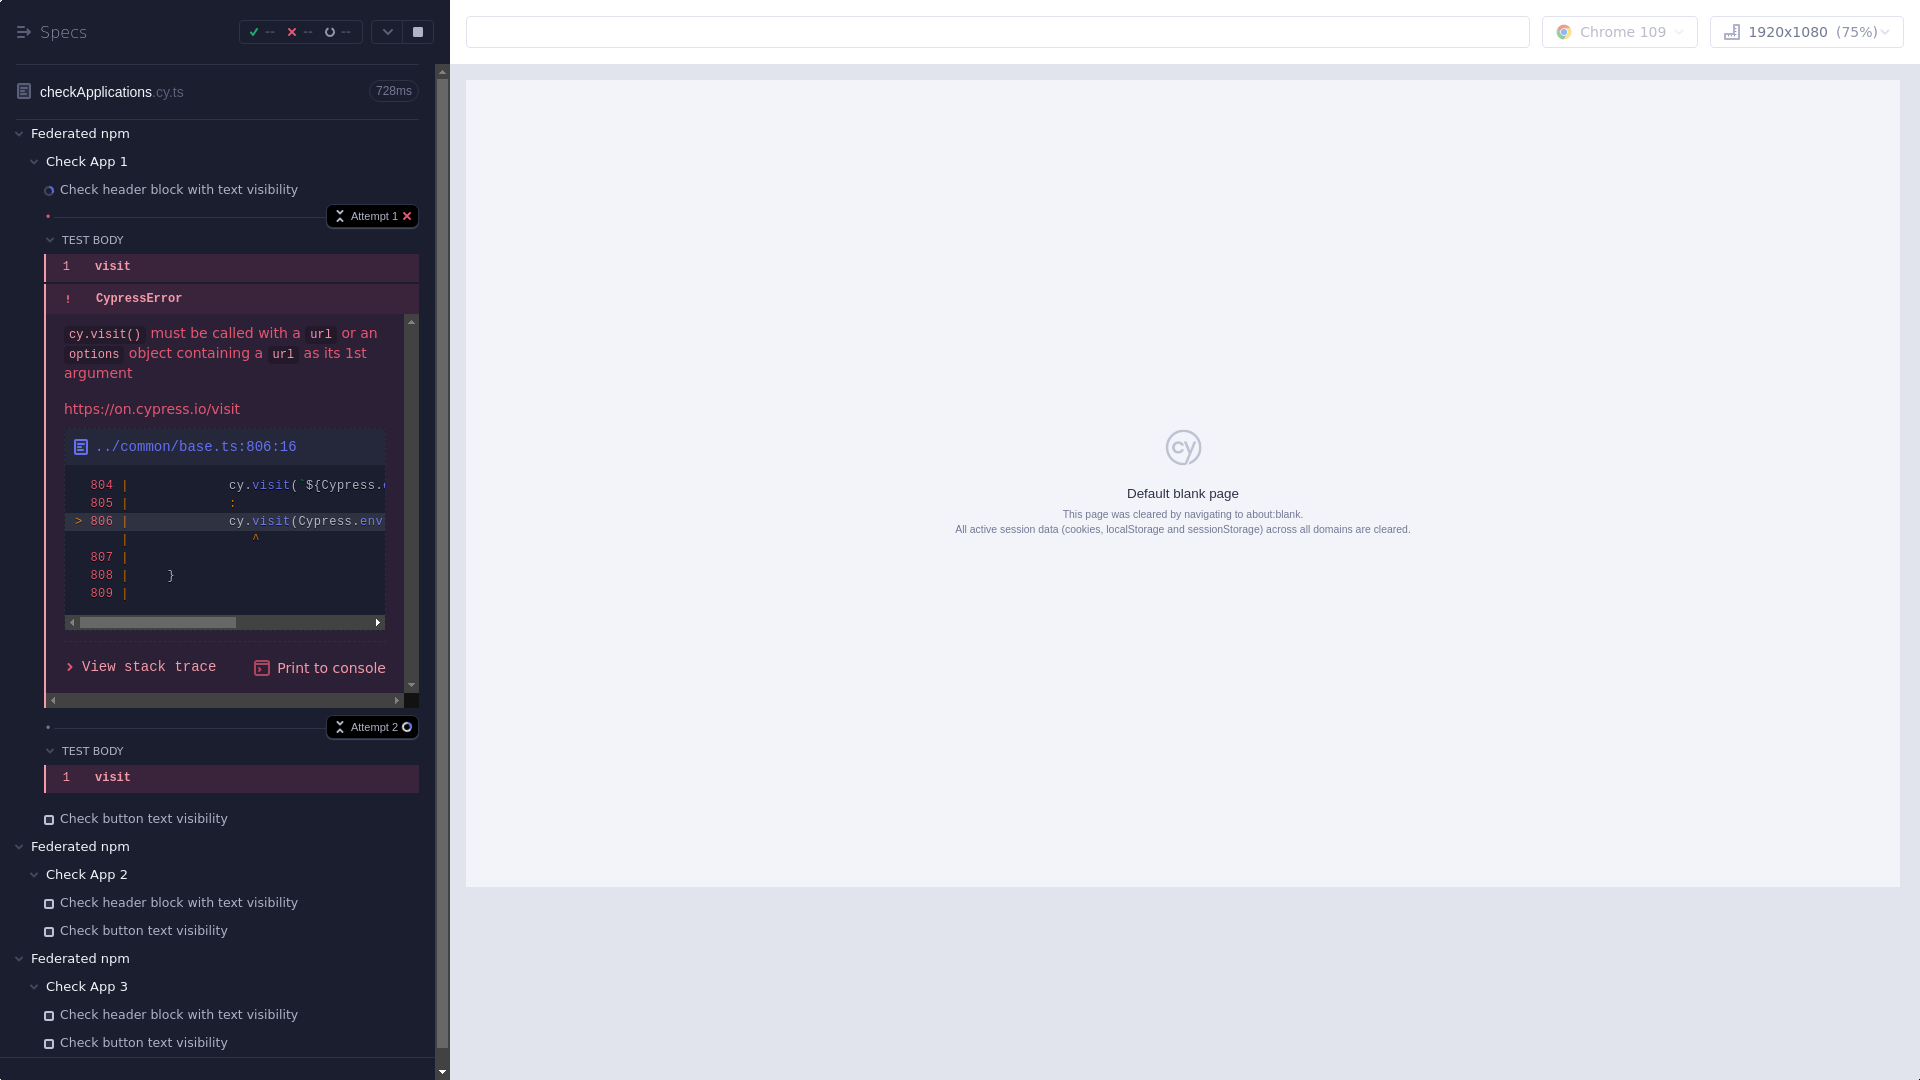 Specs
--
--
--
checkApplications.cy.ts
728ms
Federated npm
Check App 1
Check header block with text visibility
Attempt 1
TEST BODY
1 visit
! CypressError
cy.visit() must be called with a url or an
options object containing a url as its 1st
argument
https://on.cypress.io/visit
../common/base.ts:806:16
804 | cy.visit(`${Cypress.
805 | :
> 806 | cy.visit(Cypress.env
| ^
807 |
808 | }
809 |
View stack trace
Print to console
Attempt 2
TEST BODY
1 visit
Check button text visibility
Federated npm
Check App 2
Check header block with text visibility
Check button text visibility
Federated npm
Check App 3
Check header block with text visibility
Check button text visibility
Chrome 109
1920x1080 (75%)
cy
Default blank page
This page was cleared by navigating to about:blank.
All active session data (cookies, localStorage and sessionStorage) across all domains are cleared.